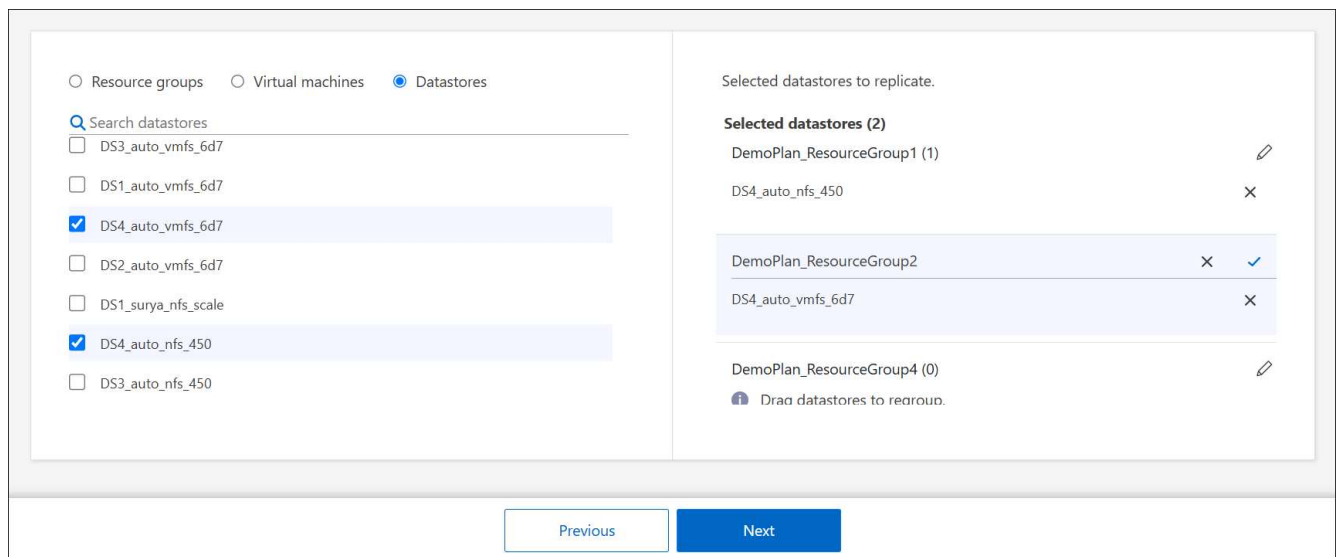 Resource groups Virtual machines Datastores
Search datastores
DS3_auto_vmfs_6d7
DS1_auto_vmfs_6d7
DS4_auto_vmfs_6d7
DS2_auto_vmfs_6d7
DS1_surya_nfs_scale
DS4_auto_nfs_450
DS3_auto_nfs_450
Selected datastores to replicate.
Selected datastores (2)
DemoPlan_ResourceGroup1 (1)
DS4_auto_nfs_450
DemoPlan_ResourceGroup2
DS4_auto_vmfs_6d7
DemoPlan_ResourceGroup4 (0)
Drag datastores to regroup.
Previous
Next